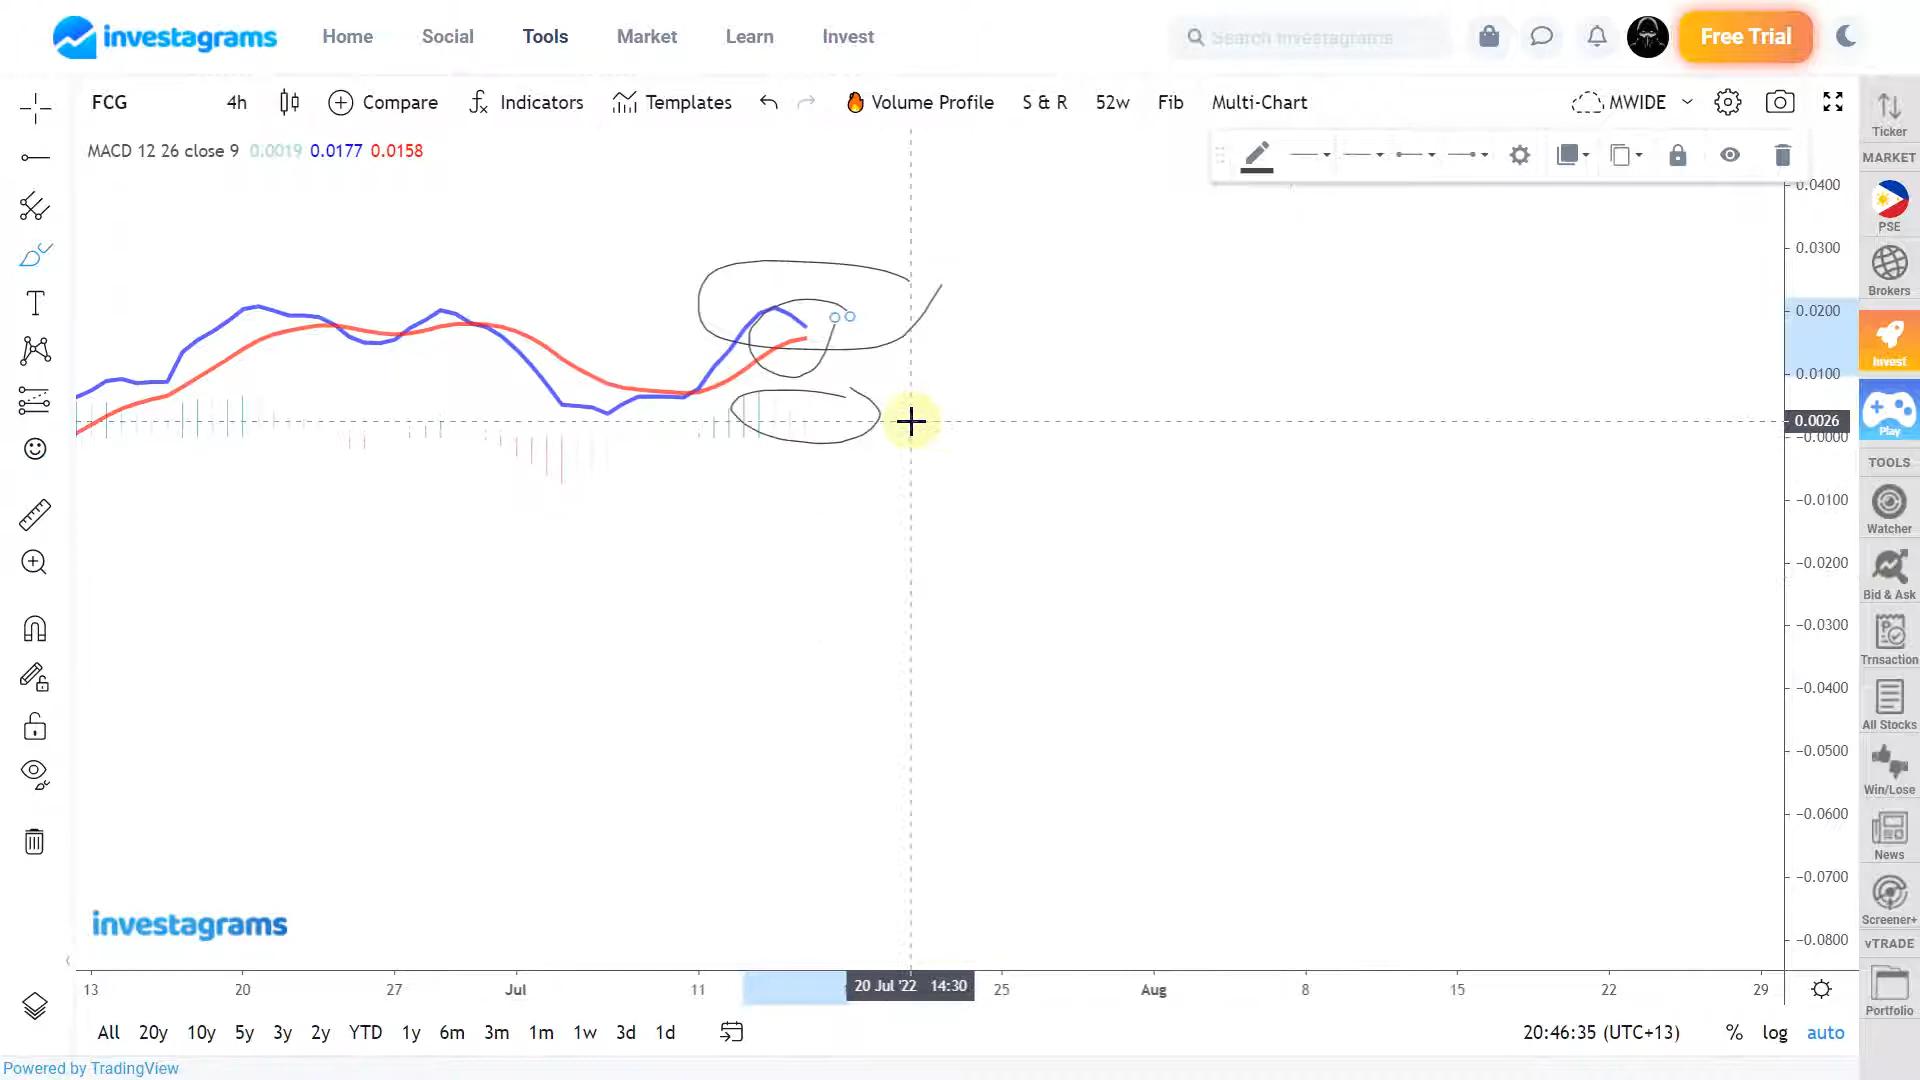 investagrams Home Social Tools Market Learn Invest Search Investagrams Free Trial
FCG 4h Compare Indicators Templates Volume Profile S & R 52w Fib Multi-Chart MWIDE
MACD 12 26 close 9 0.0019 0.0177 0.0158
0.0400
0.0300
0.0200
0.0100
0.0026
-0.0000
-0.0100
-0.0200
-0.0300
-0.0400
-0.0500
-0.0600
-0.0700
-0.0800
Ticker
MARKET
PSE
Brokers
Invest
Play
TOOLS
Watcher
Bid & Ask
Trnsaction
All Stocks
Win/Lose
News
Screener+
vTRADE
Portfolio
investagrams
13 20 27 Jul 11 20 Jul '22 14:30 25 Aug 8 15 22 29
All 20y 10y 5y 3y 2y YTD 1y 6m 3m 1m 1w 3d 1d 20:46:35 (UTC+13) % log auto
Powered by TradingView